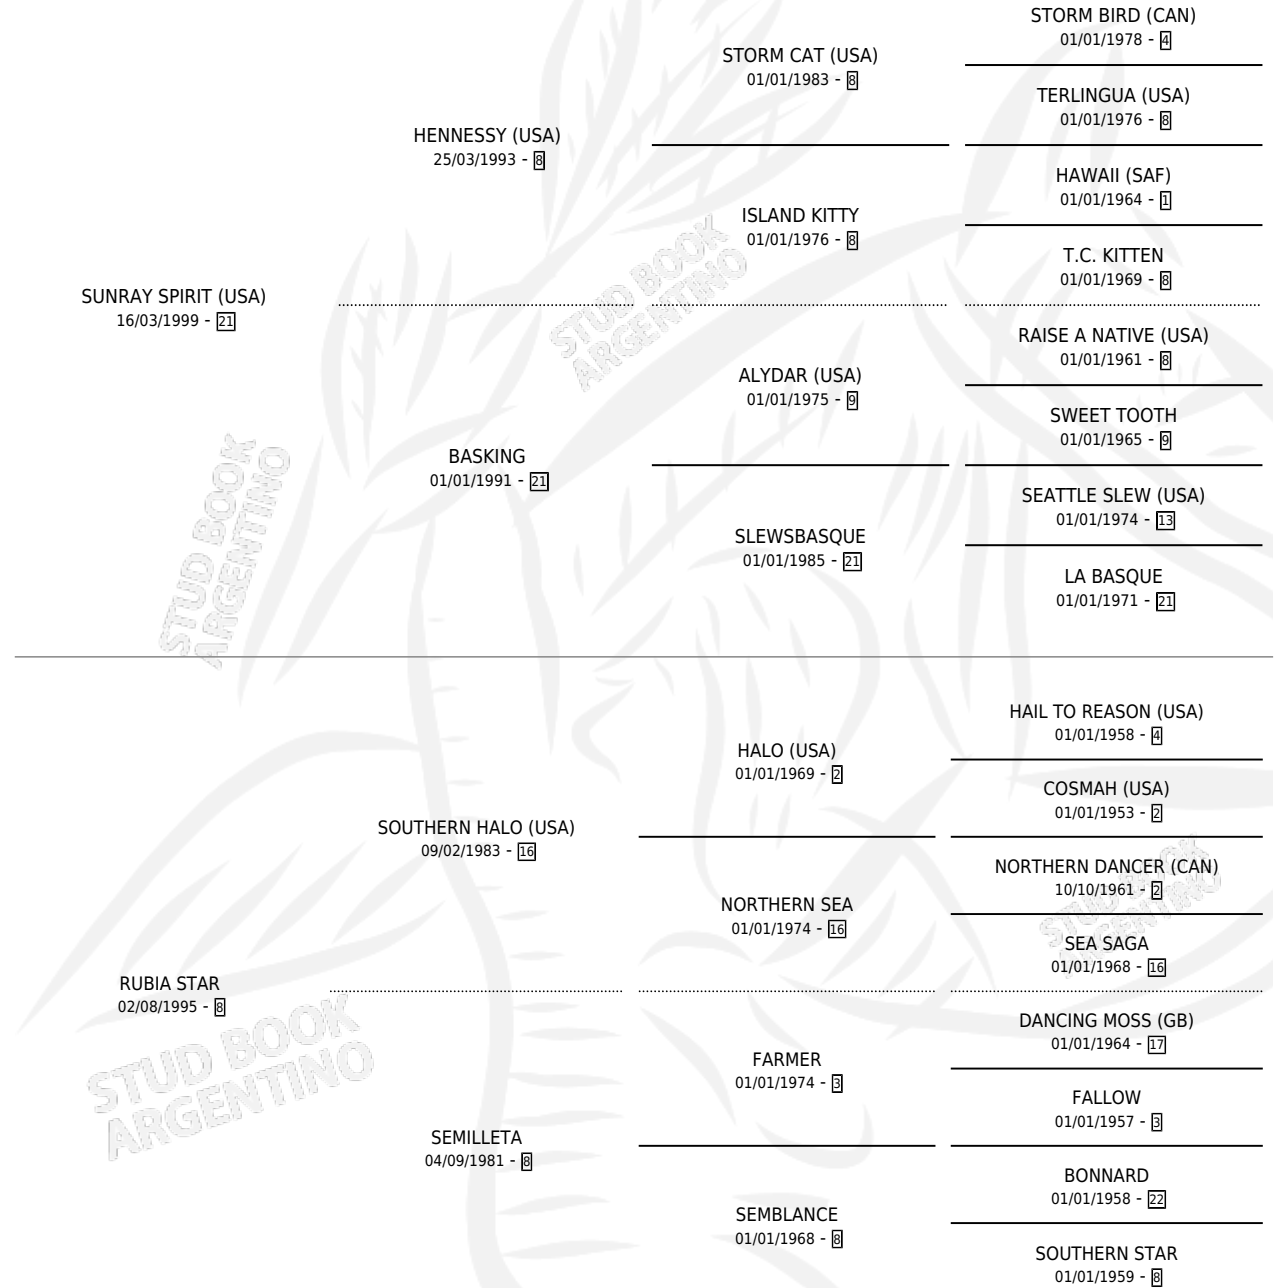 STORM BIRD (CAN)
01/01/1978 - 4
STORM CAT (USA)
01/01/1983 - 8
TERLINGUA (USA)
01/01/1976 - 8
HENNESSY (USA)
25/03/1993 - 8
HAWAII (SAF)
01/01/1964 - 1
ISLAND KITTY
01/01/1976 - 8
T.C. KITTEN
01/01/1969 - 8
SUNRAY SPIRIT (USA)
16/03/1999 - 21
STUD BOOK
ARGENTINO
RAISE A NATIVE (USA)
01/01/1961 - 8
ALYDAR (USA)
01/01/1975 - 9
SWEET TOOTH
01/01/1965 - 9
BASKING
01/01/1991 - 21
SEATTLE SLEW (USA)
01/01/1974 - 13
SLEWSBASQUE
01/01/1985 - 21
LA BASQUE
01/01/1971 - 21
STUD BOOK
ARGENTINO
HAIL TO REASON (USA)
01/01/1958 - 4
HALO (USA)
01/01/1969 - 2
COSMAH (USA)
01/01/1953 - 2
SOUTHERN HALO (USA)
09/02/1983 - 16
NORTHERN DANCER (CAN)
10/10/1961 - 2
NORTHERN SEA
01/01/1974 - 16
STUD BOOK
ARGENTINO
SEA SAGA
01/01/1968 - 16
RUBIA STAR
02/08/1995 - 8
DANCING MOSS (GB)
01/01/1964 - 17
STUD BOOK
ARGENTINO
FARMER
01/01/1974 - 3
FALLOW
01/01/1957 - 3
SEMILLETA
04/09/1981 - 8
BONNARD
01/01/1958 - 22
SEMBLANCE
01/01/1968 - 8
SOUTHERN STAR
01/01/1959 - 8